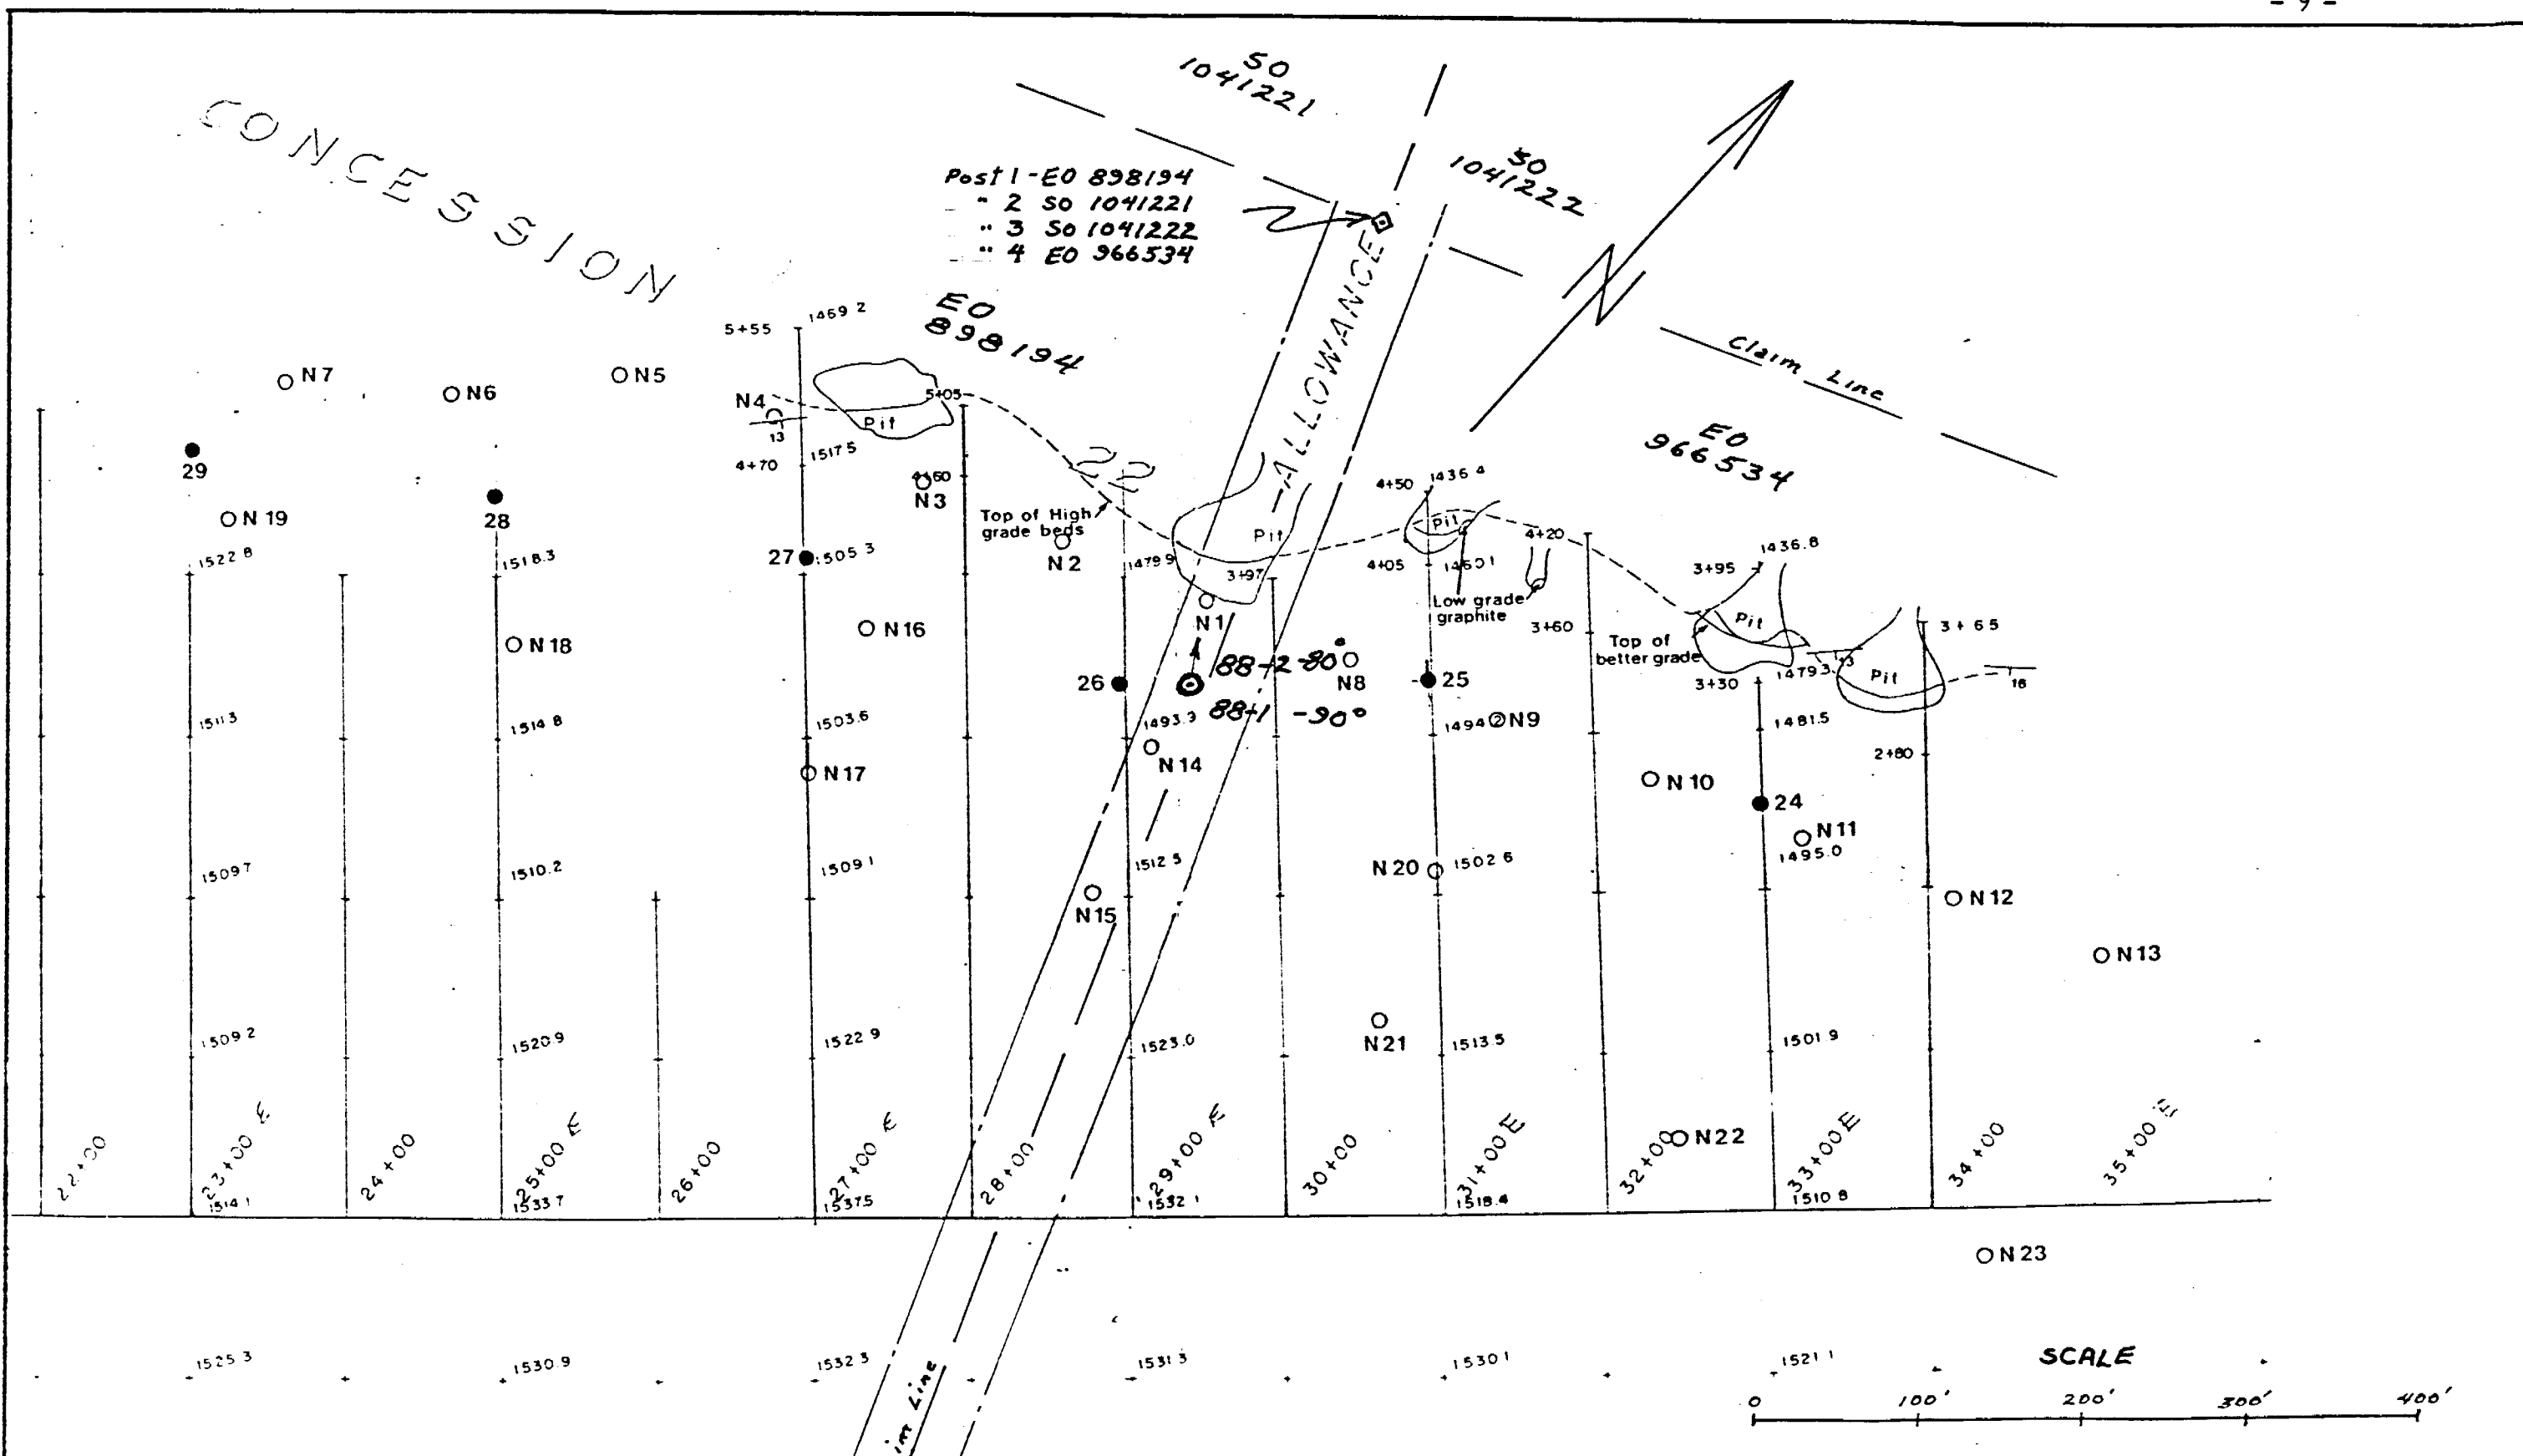 - 9 -
SO
1041221
CONCESSION
SO
1041222
Post 1 - EO 898194
" 2 SO 1041221
" 3 SO 1041222
" 4 EO 966534
ALLOWANCE
N
Claim Line
EO
898194
EO
966534
5+55
1469 2
N7
N6
N5
N4
13
Pit
5+05
4+70
1517 5
22
29
N 19
28
4+60
N3
Top of High
grade beds
N2
Pit
4+50
1436 4
Pit
4+20
4+05
1460 1
1436.8
3+95
27
1505 3
1522 8
1518.3
1479 9
3+97
Low grade
graphite
N1
3+60
Top of
better grade
Pit
3+65
N16
N18
88-2 -80°
N8
26
25
88-1 -90°
3+30
1479 3
13
Pit
16
1511 3
1514 8
1503.6
1493.9
1494 2
N9
1481.5
2+80
N14
N17
N10
24
N11
1495.0
1509 7
1510.2
1509 1
1512 5
N20
1502 6
N15
N12
N13
N21
1509 2
1520 9
1522 9
1523.0
1513.5
1501.9
N22
22+00
23+00 E
24+00
25+00 E
26+00
27+00 E
28+00
29+00 E
30+00
31+00 E
32+00
33+00 E
34+00
35+00 E
1514 1
1533 7
1537 5
1532 1
1518.4
1510 8
N23
1525 3
1530.9
1532 3
1531 3
1530 1
1521 1
im Line
SCALE
0 100' 200' 300' 400'